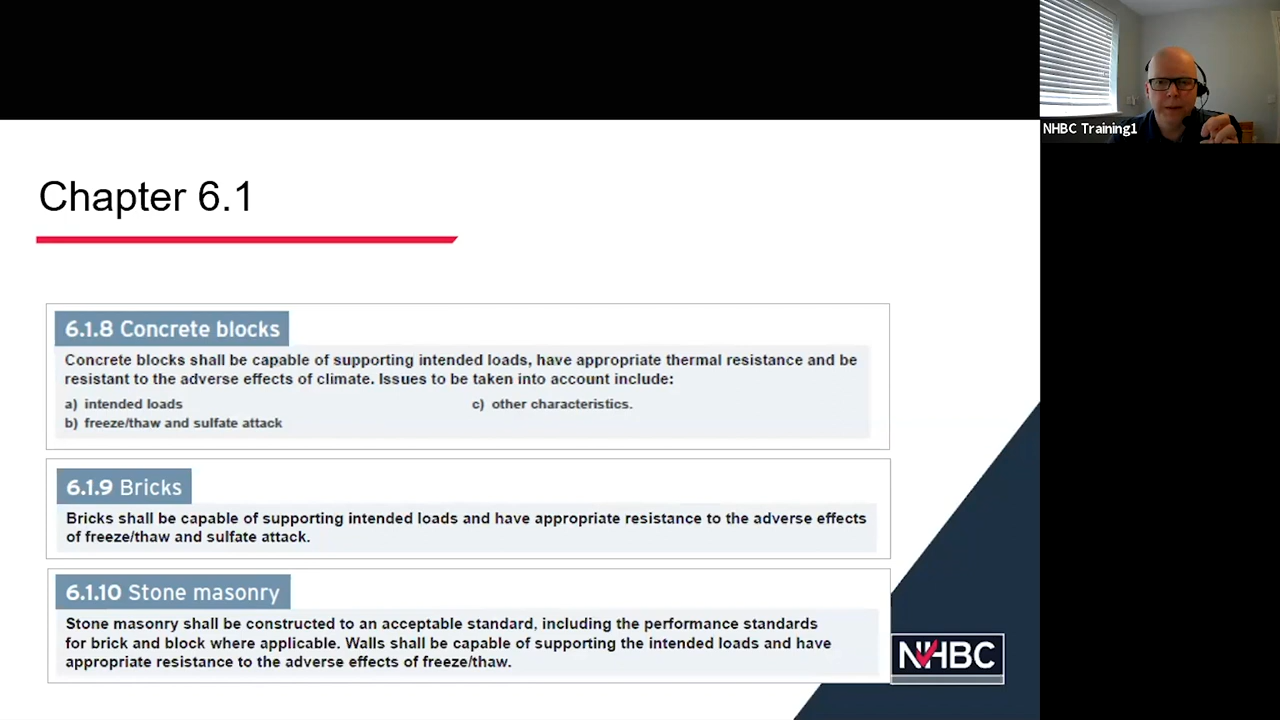 NHBC Training1
Chapter 6.1
6.1.8 Concrete blocks
Concrete blocks shall be capable of supporting intended loads, have appropriate thermal resistance and be
resistant to the adverse effects of climate. Issues to be taken into account include:
a) intended loads
b) freeze/thaw and sulfate attack
c) other characteristics.
6.1.9 Bricks
Bricks shall be capable of supporting intended loads and have appropriate resistance to the adverse effects
of freeze/thaw and sulfate attack.
6.1.10 Stone masonry
Stone masonry shall be constructed to an acceptable standard, including the performance standards
for brick and block where applicable. Walls shall be capable of supporting the intended loads and have
appropriate resistance to the adverse effects of freeze/thaw.
NHBC